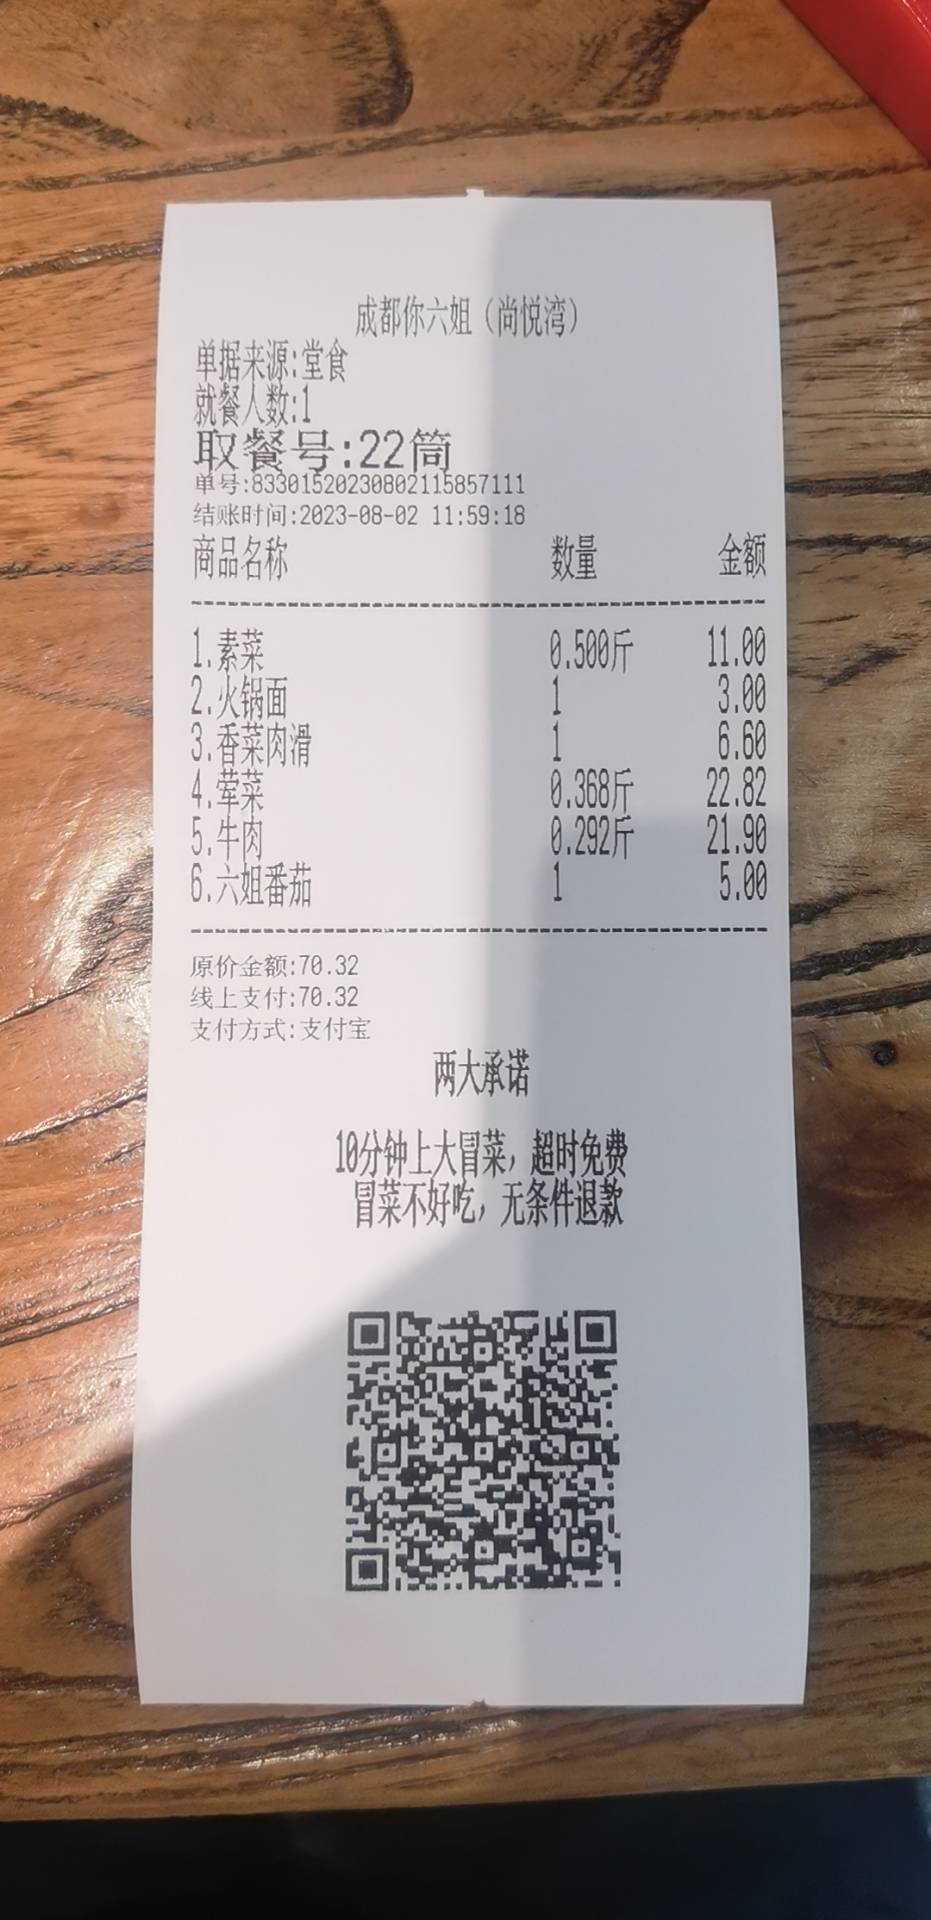 成都你六姐（尚悦湾）
单据来源:堂食
就餐人数:1
取餐号:22筒
单号:83301520230802115857111
结账时间:2023-08-02 11:59:18
商品名称 数量 金额
1.素菜 0.500斤 11.00
2.火锅面 1 3.00
3.香菜肉滑 1 6.60
4.荤菜 0.368斤 22.82
5.牛肉 0.292斤 21.90
6.六姐番茄 1 5.00
原价金额:70.32
线上支付:70.32
支付方式:支付宝
两大承诺
10分钟上大冒菜，超时免费
冒菜不好吃，无条件退款